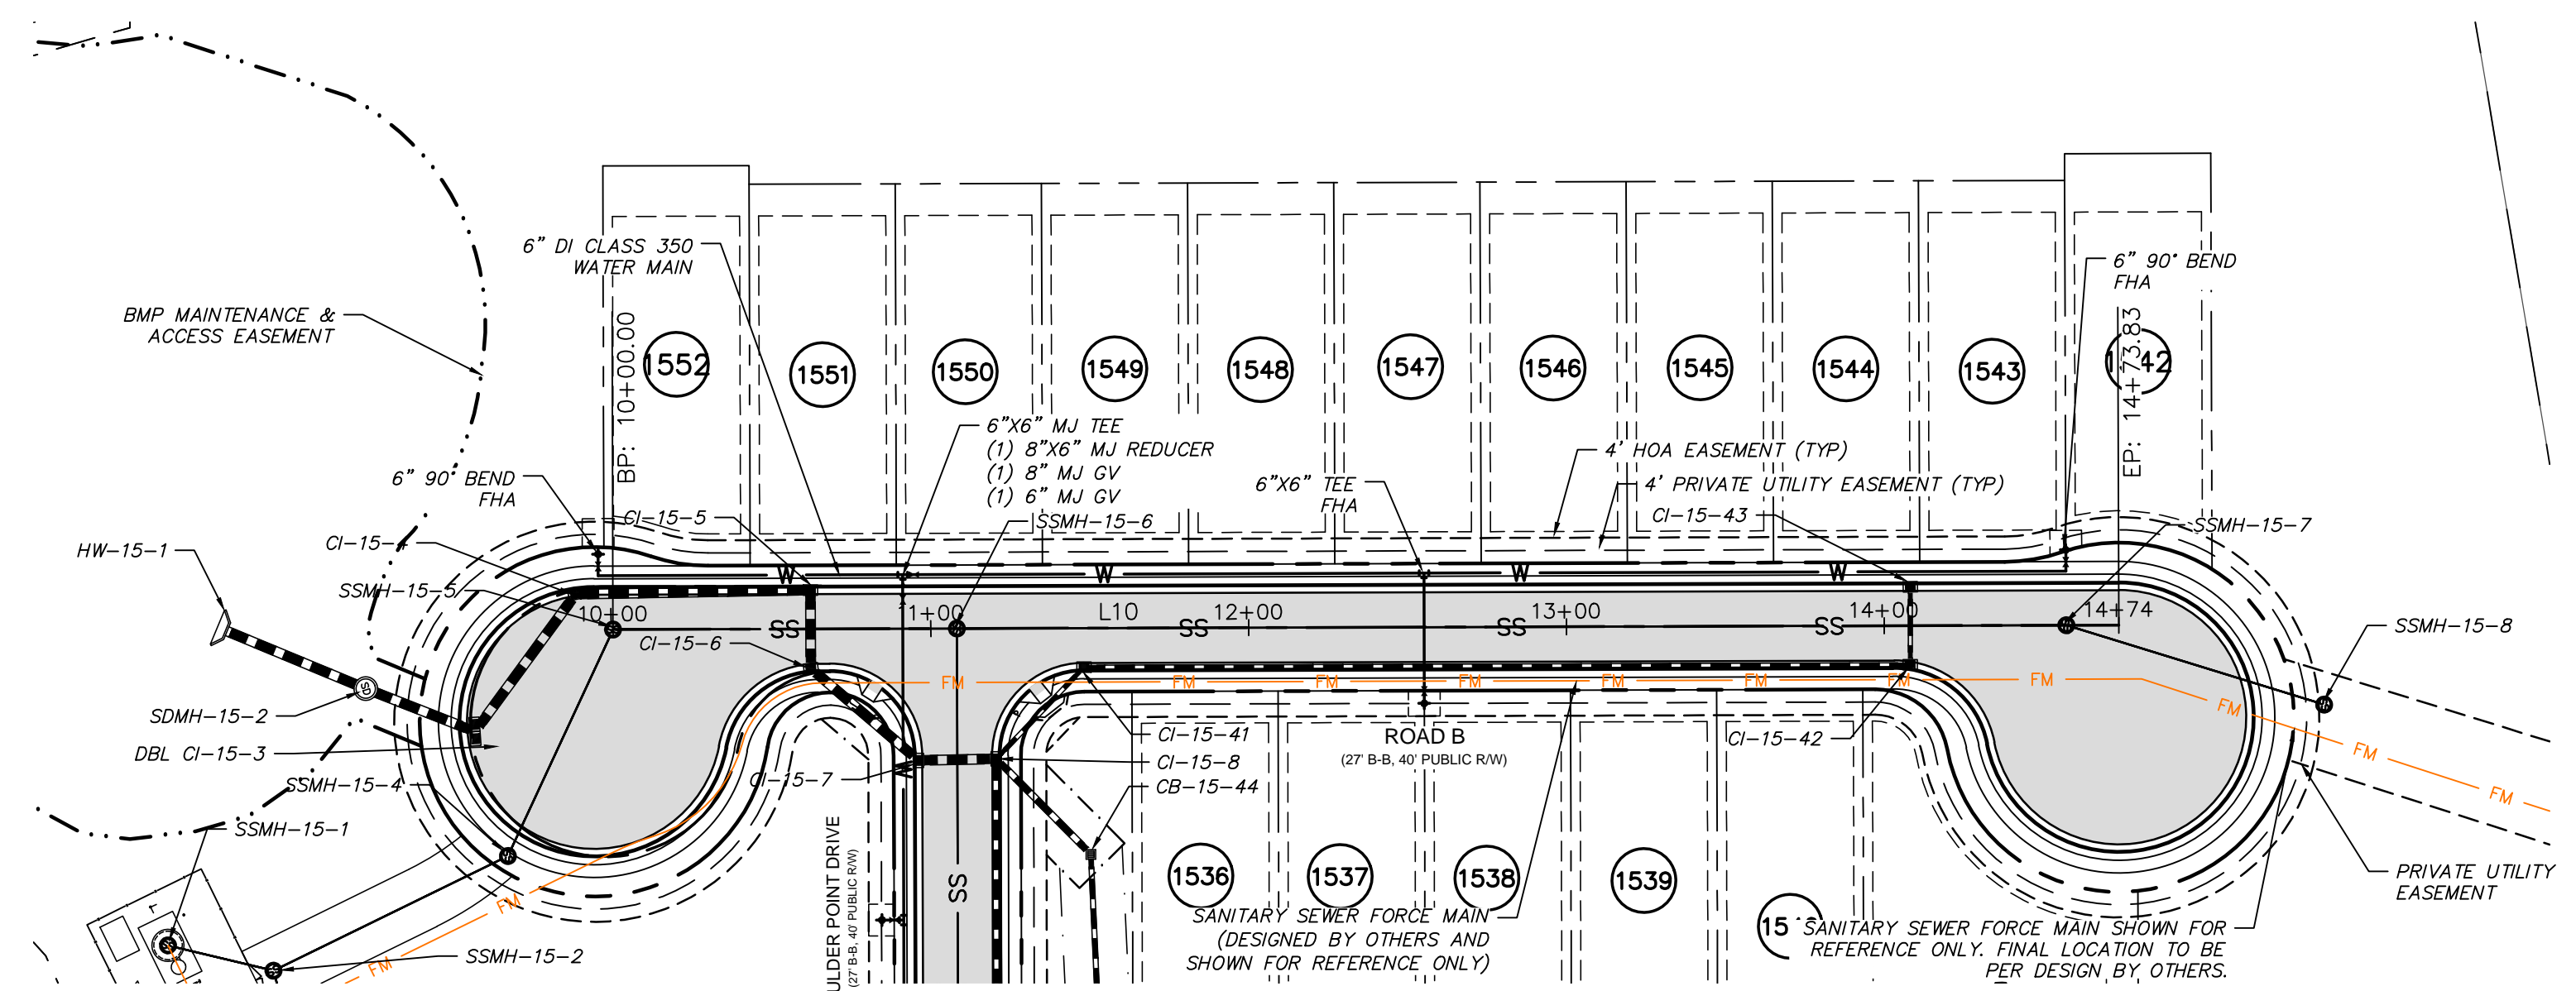 6" DI CLASS 350
WATER MAIN
6" 90° BEND
FHA
BMP MAINTENANCE &
ACCESS EASEMENT
BP: 10+00.00
EP: 14+73.83
1552
1551
1550
1549
1548
1547
1546
1545
1544
1543
6"X6" MJ TEE
(1) 8"X6" MJ REDUCER
(1) 8" MJ GV
(1) 6" MJ GV
SSMH-15-6
6" 90° BEND
FHA
6"X6" TEE
FHA
4' HOA EASEMENT (TYP)
4' PRIVATE UTILITY EASEMENT (TYP)
CI-15-43
CI-15-5
SSMH-15-7
HW-15-1
CI-15-4
SSMH-15-5
W
W
W
W
10+00
1+00
L10
12+00
13+00
14+00
14+74
SS
SS
SS
SS
CI-15-6
SSMH-15-8
FM
FM
FM
FM
FM
FM
FM
FM
FM
FM
FM
SDMH-15-2
SD
DBL CI-15-3
CI-15-41
CI-15-8
CB-15-44
ROAD B
(27' B-B, 40' PUBLIC R/W)
CI-15-42
CI-15-7
W
SSMH-15-4
SSMH-15-1
SSMH-15-2
FM
FM
ULDER POINT DRIVE
(27' B-B, 40' PUBLIC R/W)
SS
1536
1537
1538
1539
15
PRIVATE UTILITY
EASEMENT
SANITARY SEWER FORCE MAIN
(DESIGNED BY OTHERS AND
SHOWN FOR REFERENCE ONLY)
SANITARY SEWER FORCE MAIN SHOWN FOR
REFERENCE ONLY. FINAL LOCATION TO BE
PER DESIGN BY OTHERS.